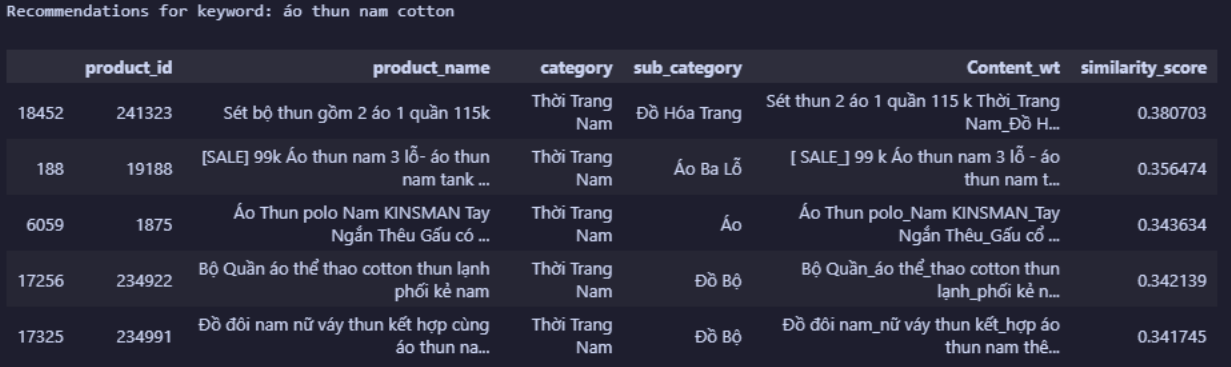 Recommendations for keyword: áo thun nam cotton
product_id product_name category sub_category Content_wt similarity_score
18452 241323 Sét bộ thun gồm 2 áo 1 quần 115k Thời Trang Nam Đồ Hóa Trang Sét thun 2 áo 1 quần 115 k Thời_Trang Nam_Đồ H... 0.380703
188 19188 [SALE] 99k Áo thun nam 3 lỗ- áo thun nam tank ... Thời Trang Nam Áo Ba Lỗ [ SALE_] 99 k Áo thun nam 3 lỗ - áo thun nam t... 0.356474
6059 1875 Áo Thun polo Nam KINSMAN Tay Ngắn Thêu Gấu có ... Thời Trang Nam Áo Áo Thun polo_Nam KINSMAN_Tay Ngắn Thêu_Gấu cổ ... 0.343634
17256 234922 Bộ Quần áo thể thao cotton thun lạnh phối kẻ nam Thời Trang Nam Đồ Bộ Bộ Quần_áo thể_thao cotton thun lạnh_phối kẻ n... 0.342139
17325 234991 Đồ đôi nam nữ váy thun kết hợp cùng áo thun na... Thời Trang Nam Đồ Bộ Đồ đôi nam_nữ váy thun kết_hợp áo thun nam thê... 0.341745